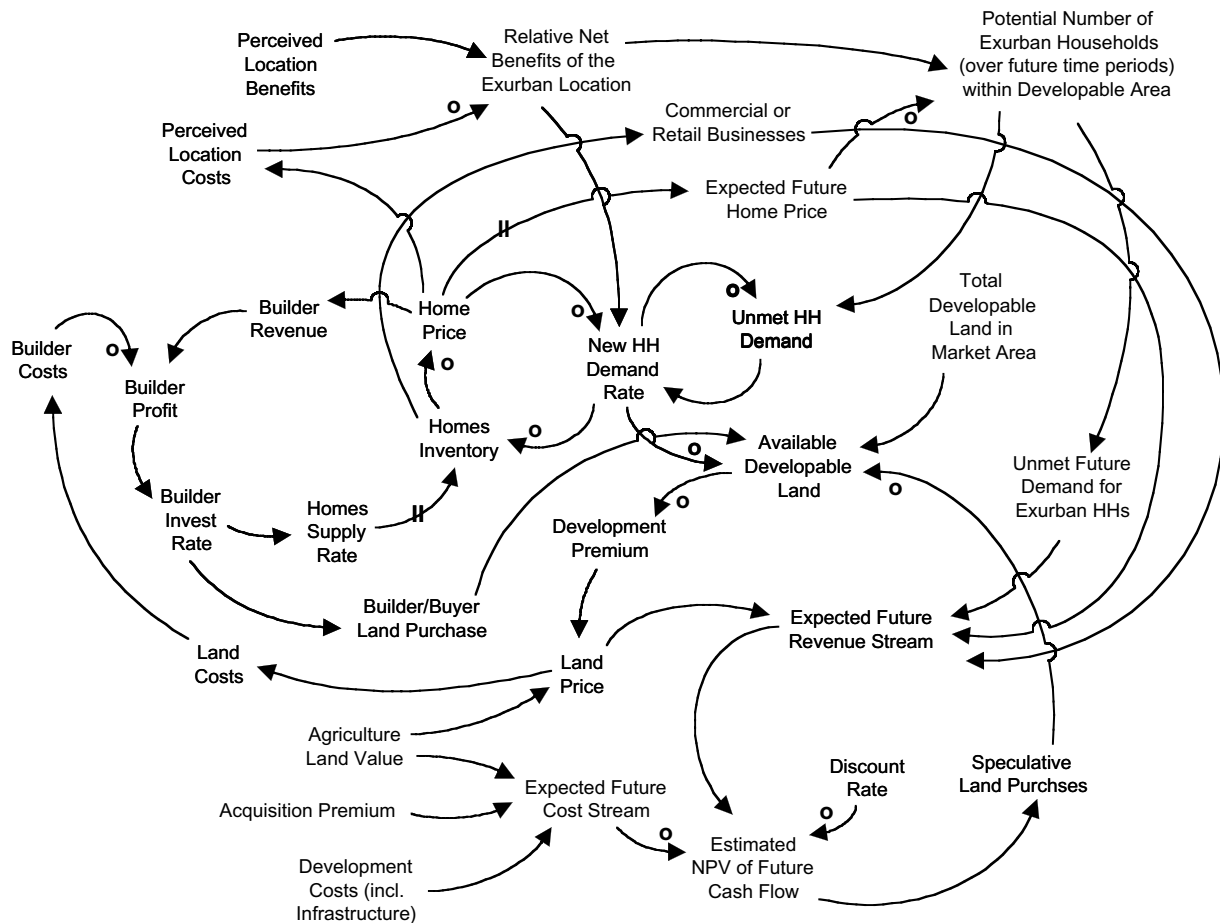 Perceived
Location
Benefits
Relative Net
Benefits of the
Exurban Location
Potential Number of
Exurban Households
(over future time periods)
within Developable Area
Perceived
Location
Costs
o
Commercial or
Retail Businesses
o
Expected Future
Home Price
II
Builder
Revenue
Home
Price
o
o
Unmet HH
Demand
Total
Developable
Land in
Market Area
Builder
Costs
o
Builder
Profit
o
New HH
Demand
Rate
Homes
Inventory
o
o
Available
Developable
Land
o
Unmet Future
Demand for
Exurban HHs
Builder
Invest
Rate
Homes
Supply
Rate
II
Development
Premium
o
Builder/Buyer
Land Purchase
Expected Future
Revenue Stream
Land
Costs
Land
Price
Agriculture
Land Value
Acquisition Premium
Expected Future
Cost Stream
Discount
Rate
Speculative
Land Purchses
o
o
Development
Costs (incl.
Infrastructure)
Estimated
NPV of Future
Cash Flow